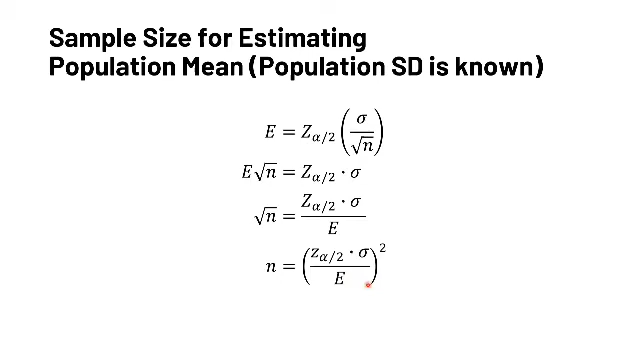 Sample Size for Estimating
Population Mean (Population SD is known)
E = Z_{α/2} (σ/√n)
E√n = Z_{α/2} · σ
√n = Z_{α/2} · σ / E
n = (z_{α/2} · σ / E)^2